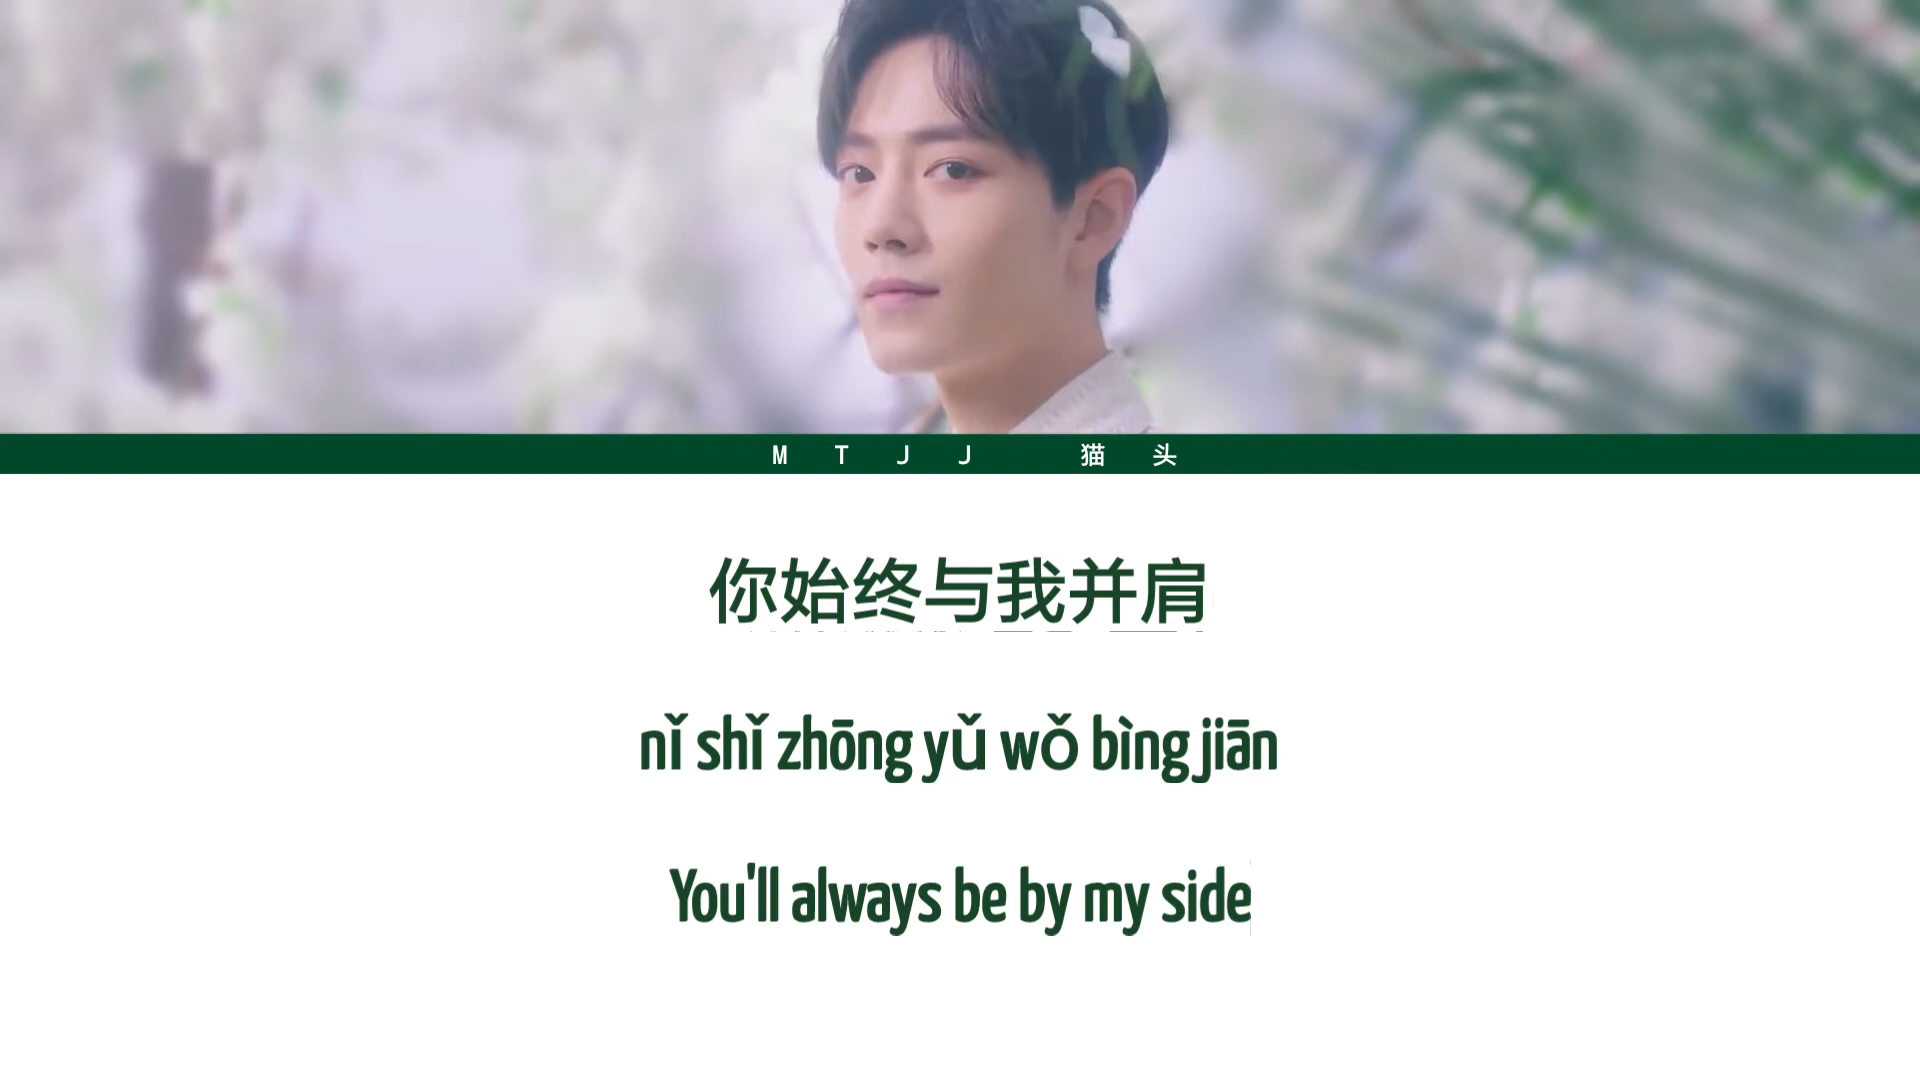 MTJJ 猫头
你始终与我并肩
nǐ shǐ zhōng yǔ wǒ bìng jiān
You'll always be by my side